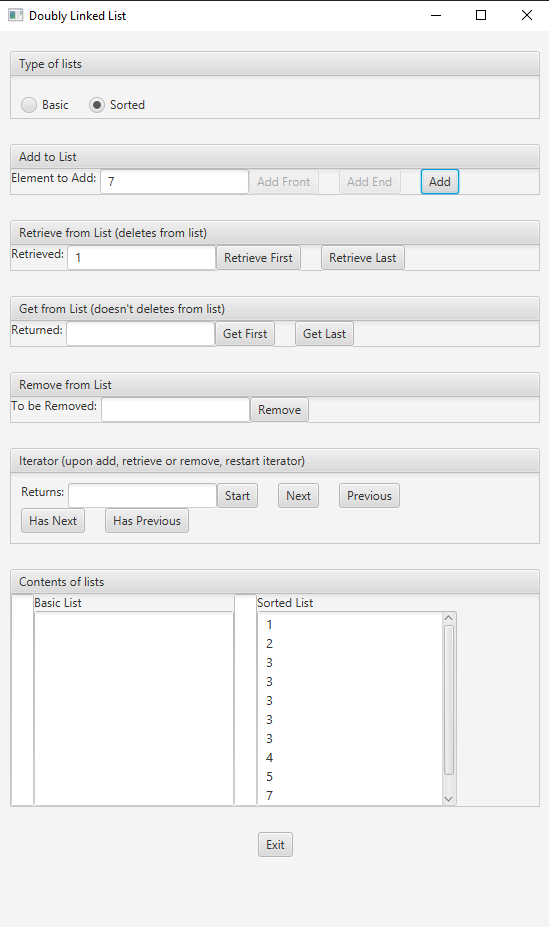 Doubly Linked List
Type of lists
Basic Sorted
Add to List
Element to Add: 7 Add Front Add End Add
Retrieve from List (deletes from list)
Retrieved: 1 Retrieve First Retrieve Last
Get from List (doesn't deletes from list)
Returned: Get First Get Last
Remove from List
To be Removed: Remove
Iterator (upon add, retrieve or remove, restart iterator)
Returns: Start Next Previous
Has Next Has Previous
Contents of lists
Basic List Sorted List
1
2
3
3
3
3
3
4
5
7
Exit